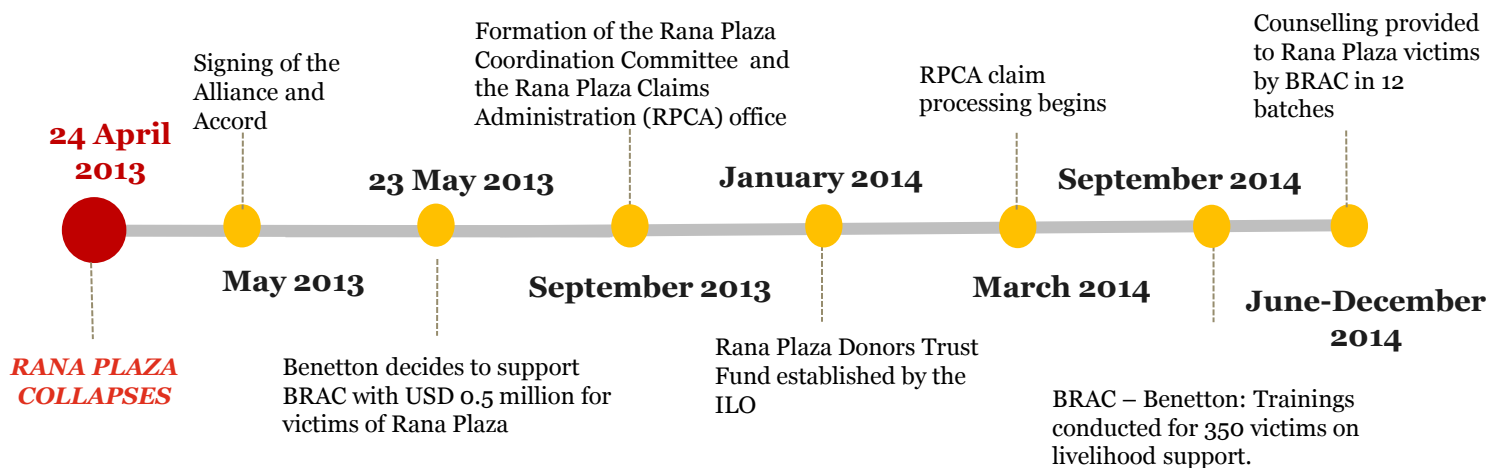 24 April
2013
RANA PLAZA
COLLAPSES
Signing of the
Alliance and
Accord
May 2013
23 May 2013
Benetton decides to support
BRAC with USD 0.5 million for
victims of Rana Plaza
Formation of the Rana Plaza
Coordination Committee and
the Rana Plaza Claims
Administration (RPCA) office
September 2013
January 2014
Rana Plaza Donors Trust
Fund established by the
ILO
RPCA claim
processing begins
March 2014
September 2014
BRAC – Benetton: Trainings
conducted for 350 victims on
livelihood support.
Counselling provided
to Rana Plaza victims
by BRAC in 12
batches
June-December
2014